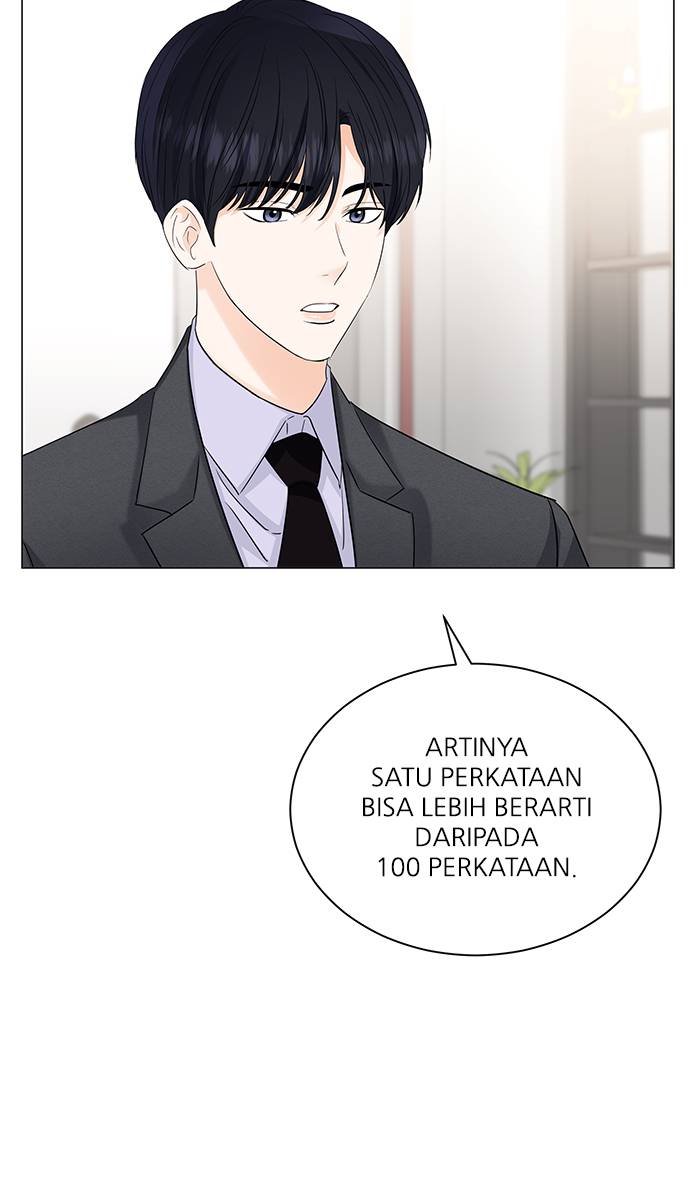 ARTINYA
SATU PERKATAAN
BISA LEBIH BERARTI
DARIPADA
100 PERKATAAN.